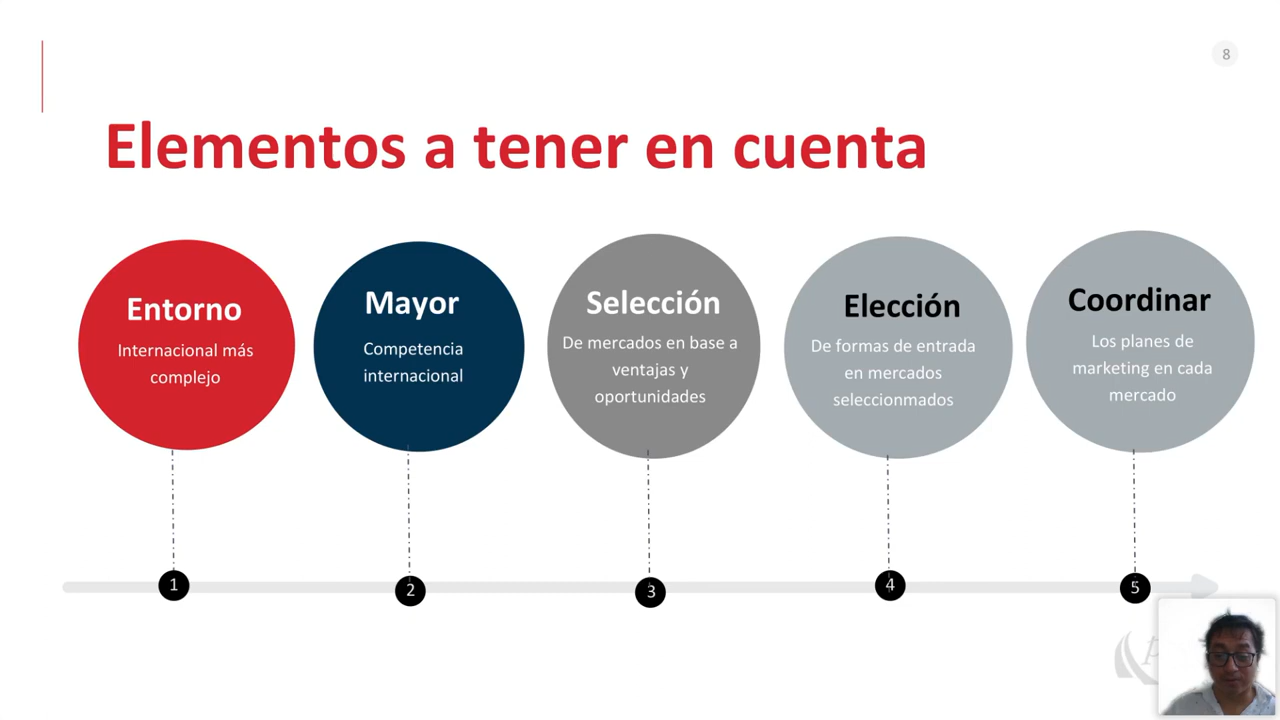 8
Elementos a tener en cuenta
Entorno
Internacional más
complejo
Mayor
Competencia
internacional
Selección
De mercados en base a
ventajas y
oportunidades
Elección
De formas de entrada
en mercados
seleccionmados
Coordinar
Los planes de
marketing en cada
mercado
1
2
3
4
5